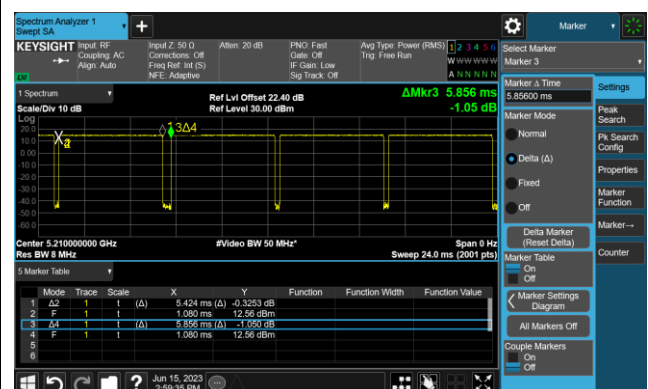 Spectrum Analyzer 1
Swept SA
+
Marker
KEYSIGHT Input: RF Input Z: 50 Ω Atten: 20 dB PNO: Fast Avg Type: Power (RMS) 1 2 3 4 5 6
Coupling: AC Corrections: Off Gate: Off Trig: Free Run
Align: Auto Freq Ref: Int (S) IF Gain: Low W W W W W W
NFE: Adaptive Sig Track: Off A N N N N N
LXI
Select Marker
Marker 3
1 Spectrum
Scale/Div 10 dB
Ref Lvl Offset 22.40 dB
Ref Level 30.00 dBm
ΔMkr3 5.856 ms
-1.05 dB
Log
20.0
10.0
0.00
-10.0
-20.0
-30.0
-40.0
-50.0
-60.0
1 3Δ4
Center 5.210000000 GHz
Res BW 8 MHz
#Video BW 50 MHz*
Span 0 Hz
Sweep 24.0 ms (2001 pts)
5 Marker Table
Mode Trace Scale X Y Function Function Width Function Value
1 Δ2 1 t (Δ) 5.424 ms (Δ) -0.3253 dB
2 F 1 t 1.080 ms 12.56 dBm
3 Δ4 1 t (Δ) 5.856 ms (Δ) -1.050 dB
4 F 1 t 1.080 ms 12.56 dBm
5
6
Marker Δ Time
5.85600 ms
Marker Mode
Normal
Delta (Δ)
Fixed
Off
Delta Marker
(Reset Delta)
Marker Table
On
Off
Marker Settings
Diagram
All Markers Off
Couple Markers
On
Off
Settings
Peak
Search
Pk Search
Config
Properties
Marker
Function
Marker→
Counter
?
Jun 15, 2023
2:59:35 PM